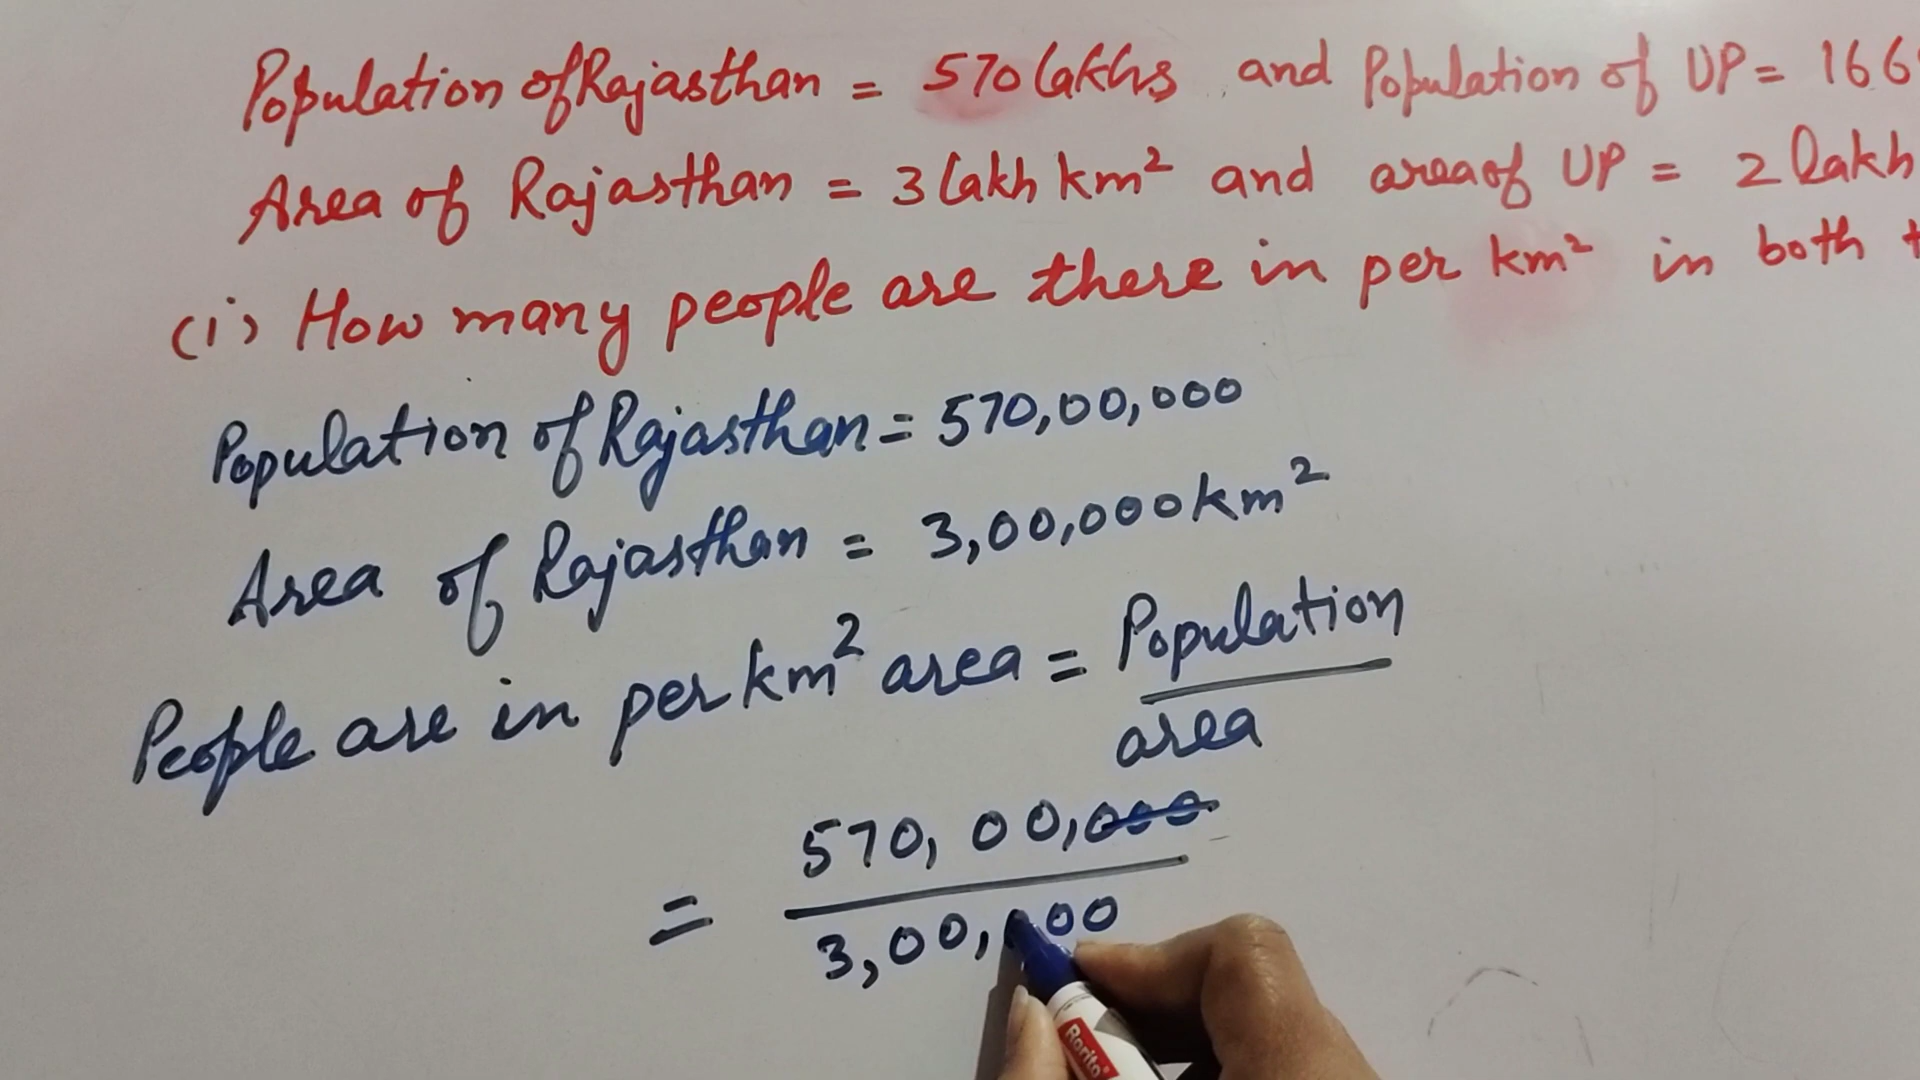 Population of Rajasthan = 570 lakhs and Population of UP = 166
Area of Rajasthan = 3 lakh km² and area of UP = 2 lakh
(i) How many people are there in per km² in both
Population of Rajasthan = 570,00,000
Area of Rajasthan = 3,00,000 km²
People are in per km² area = Population
area
= 570,00,000
3,00,000
Rorito